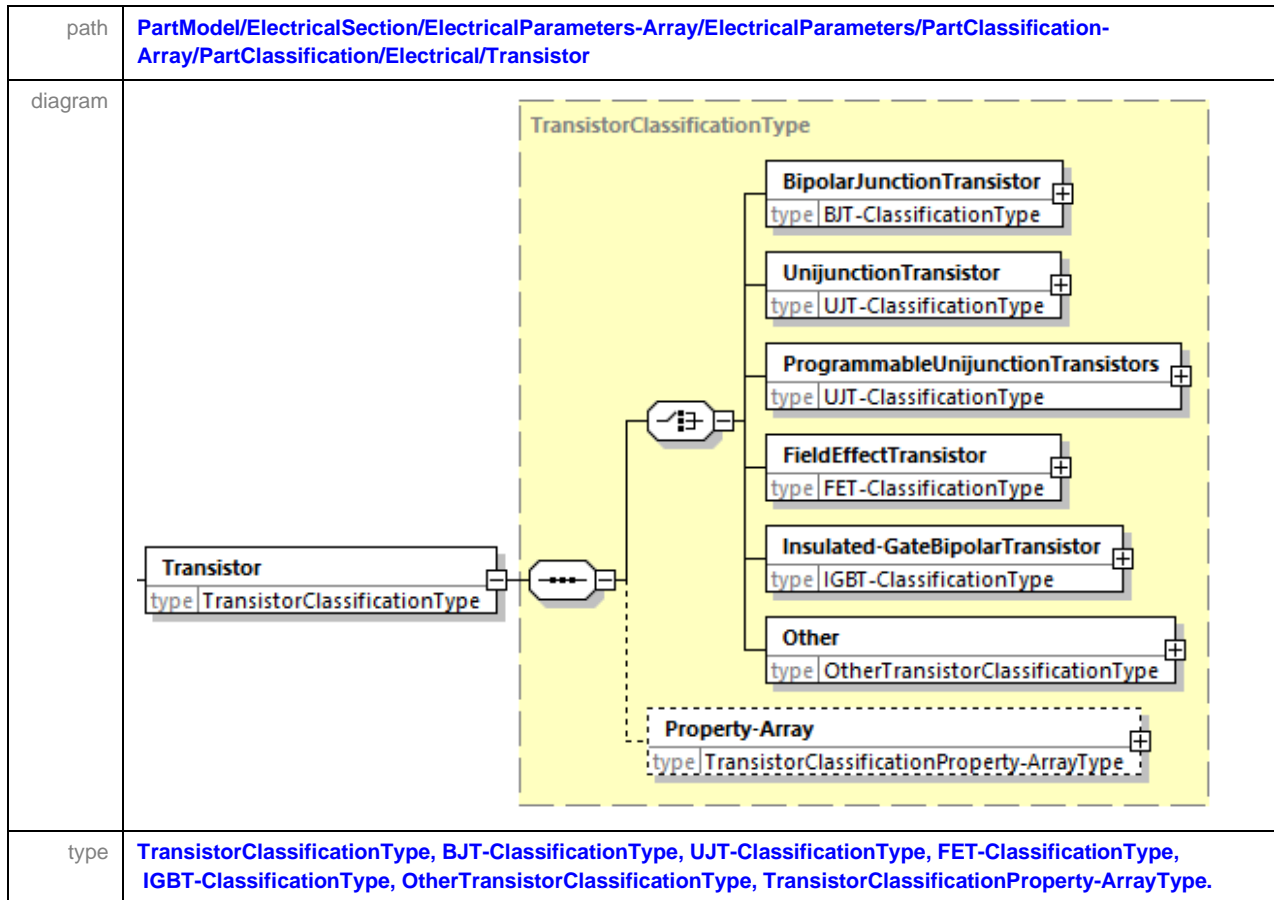 path
PartModel/ElectricalSection/ElectricalParameters-Array/ElectricalParameters/PartClassification-
Array/PartClassification/Electrical/Transistor
diagram
TransistorClassificationType
BipolarJunctionTransistor
type BJT-ClassificationType
UnijunctionTransistor
type UJT-ClassificationType
ProgrammableUnijunctionTransistors
type UJT-ClassificationType
FieldEffectTransistor
type FET-ClassificationType
Insulated-GateBipolarTransistor
type IGBT-ClassificationType
Transistor
type TransistorClassificationType
Other
type OtherTransistorClassificationType
Property-Array
type TransistorClassificationProperty-ArrayType
type
TransistorClassificationType, BJT-ClassificationType, UJT-ClassificationType, FET-ClassificationType,
IGBT-ClassificationType, OtherTransistorClassificationType, TransistorClassificationProperty-ArrayType.